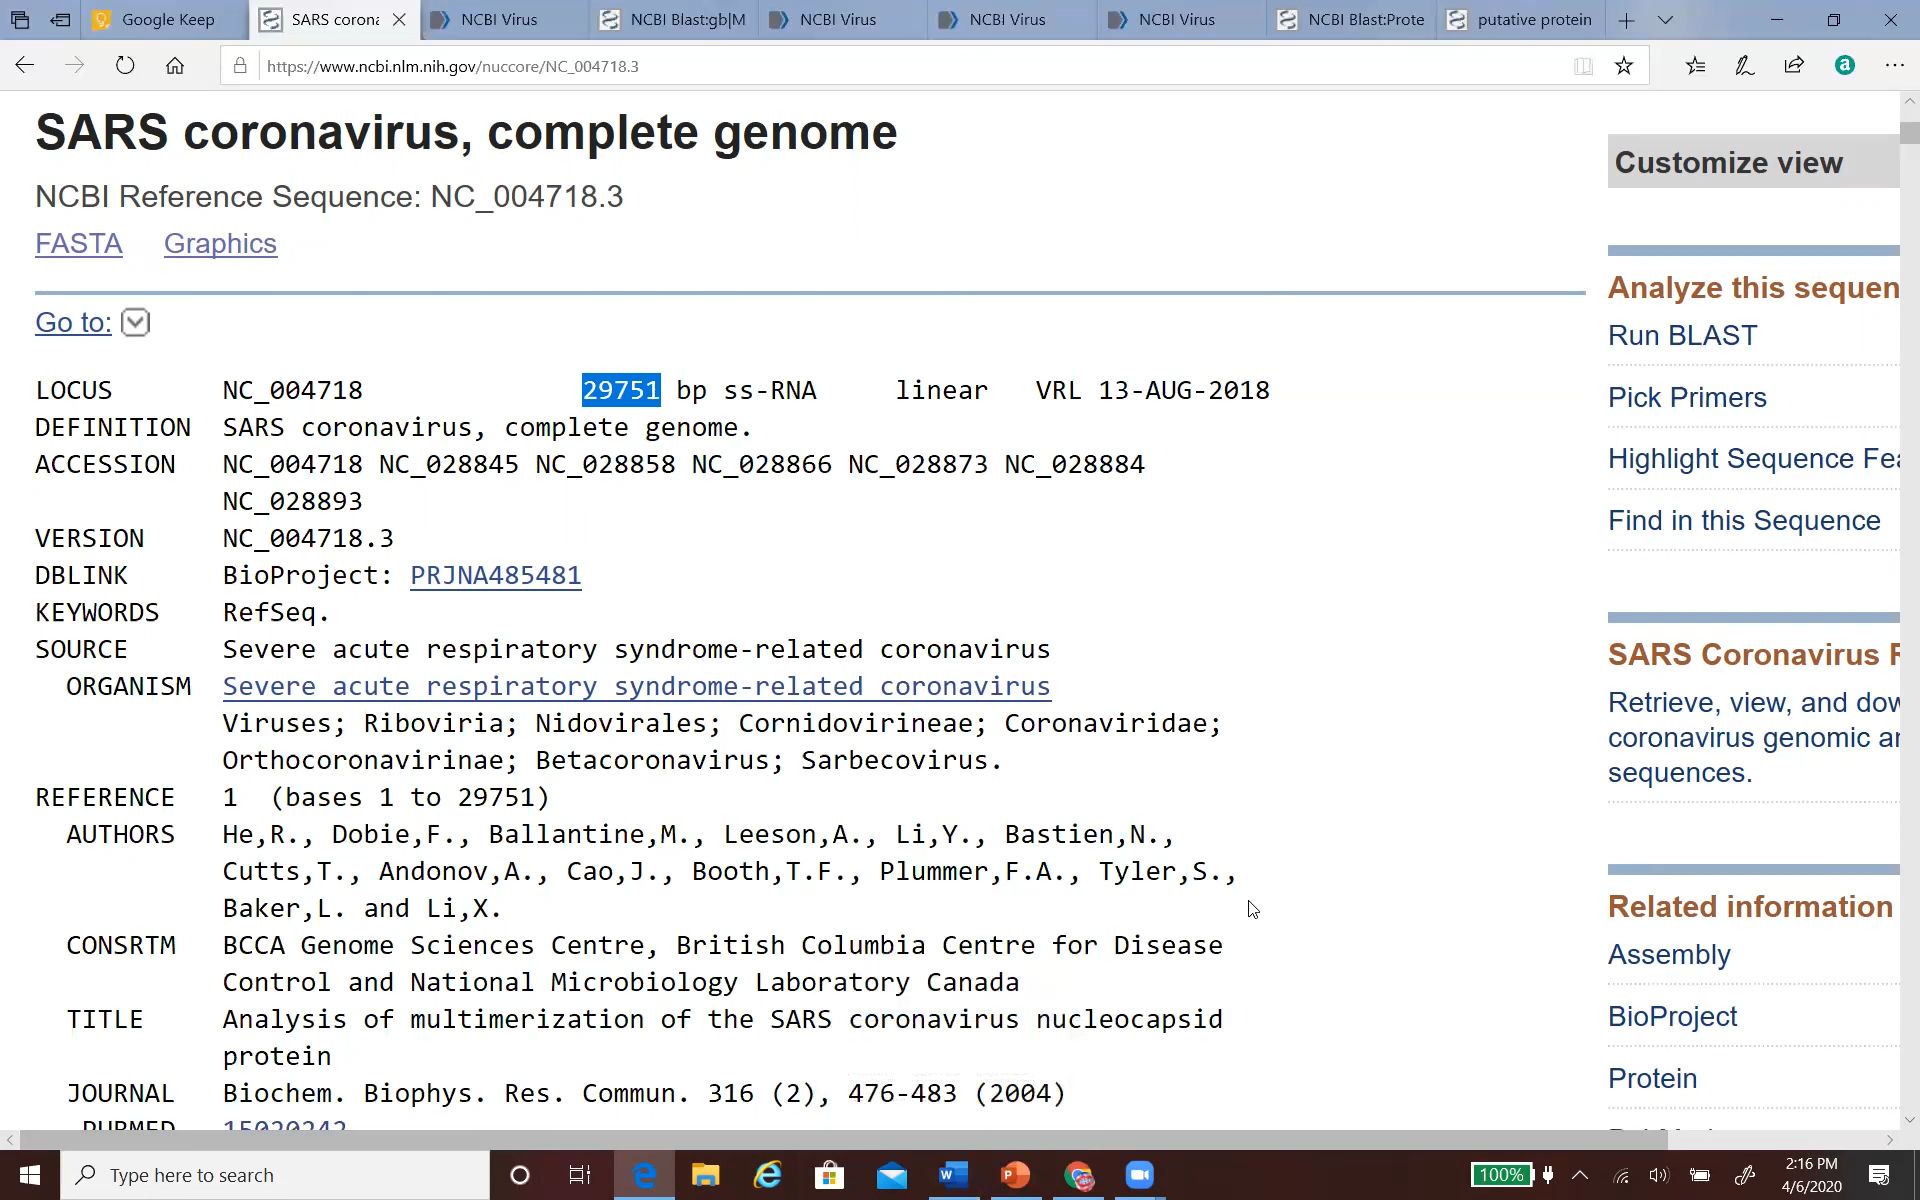 Google Keep
SARS corona
NCBI Virus
NCBI Blast:gb|M
NCBI Virus
NCBI Virus
NCBI Virus
NCBI Blast:Prote
putative protein
https://www.ncbi.nlm.nih.gov/nuccore/NC_004718.3
SARS coronavirus, complete genome
NCBI Reference Sequence: NC_004718.3
FASTA Graphics
Go to:
LOCUS NC_004718 29751 bp ss-RNA linear VRL 13-AUG-2018
DEFINITION SARS coronavirus, complete genome.
ACCESSION NC_004718 NC_028845 NC_028858 NC_028866 NC_028873 NC_028884
NC_028893
VERSION NC_004718.3
DBLINK BioProject: PRJNA485481
KEYWORDS RefSeq.
SOURCE Severe acute respiratory syndrome-related coronavirus
ORGANISM Severe acute respiratory syndrome-related coronavirus
Viruses; Riboviria; Nidovirales; Cornidovirineae; Coronaviridae;
Orthocoronavirinae; Betacoronavirus; Sarbecovirus.
REFERENCE 1 (bases 1 to 29751)
AUTHORS He,R., Dobie,F., Ballantine,M., Leeson,A., Li,Y., Bastien,N.,
Cutts,T., Andonov,A., Cao,J., Booth,T.F., Plummer,F.A., Tyler,S.,
Baker,L. and Li,X.
CONSRTM BCCA Genome Sciences Centre, British Columbia Centre for Disease
Control and National Microbiology Laboratory Canada
TITLE Analysis of multimerization of the SARS coronavirus nucleocapsid
protein
JOURNAL Biochem. Biophys. Res. Commun. 316 (2), 476-483 (2004)
PUBMED 15020242
Customize view
Analyze this sequen
Run BLAST
Pick Primers
Highlight Sequence Fea
Find in this Sequence
SARS Coronavirus R
Retrieve, view, and dow
coronavirus genomic an
sequences.
Related information
Assembly
BioProject
Protein
Type here to search
100%
2:16 PM
4/6/2020